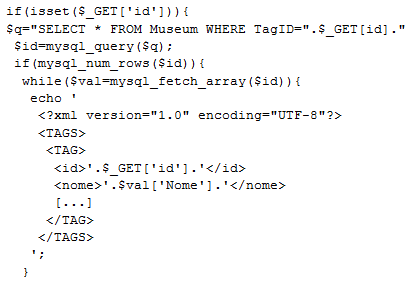 if(isset($_GET['id'])){
$q="SELECT * FROM Museum WHERE TagID=".$_GET[id]."
$id=mysql_query($q);
if(mysql_num_rows($id)){
while($val=mysql_fetch_array($id)){
echo '
<?xml version="1.0" encoding="UTF-8"?>
<TAGS>
<TAG>
<id>'.$_GET['id'].'</id>
<nome>'.$val['Nome'].'</nome>
[...]
</TAG>
</TAGS>
';
}